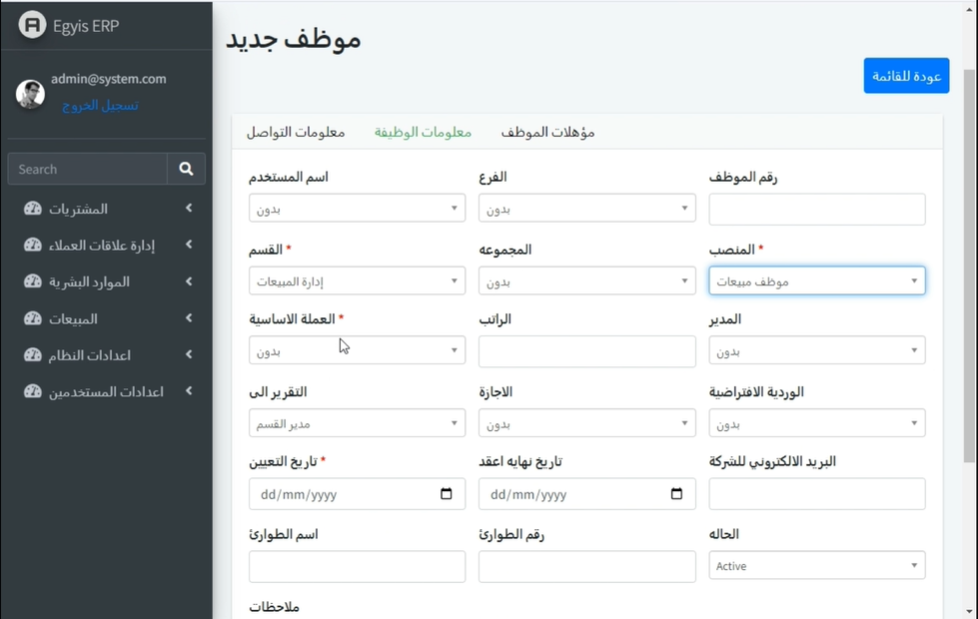 Egyis ERP
admin@system.com
تسجيل الخروج
Search
المشتريات
إدارة علاقات العملاء
الموارد البشرية
المبيعات
اعدادات النظام
اعدادات المستخدمين
موظف جديد
عودة للقائمة
مؤهلات الموظف معلومات الوظيفة معلومات التواصل
رقم الموظف الفرع اسم المستخدم
بدون بدون
* المنصب المجموعه * القسم
موظف مبيعات بدون إدارة المبيعات
المدير الراتب * العملة الاساسية
بدون بدون
الوردية الافتراضية الاجازة التقرير الى
بدون بدون مدير القسم
البريد الالكتروني للشركة تاريخ نهايه اعقد * تاريخ التعيين
dd/mm/yyyy dd/mm/yyyy
الحاله رقم الطوارئ اسم الطوارئ
Active
ملاحظات